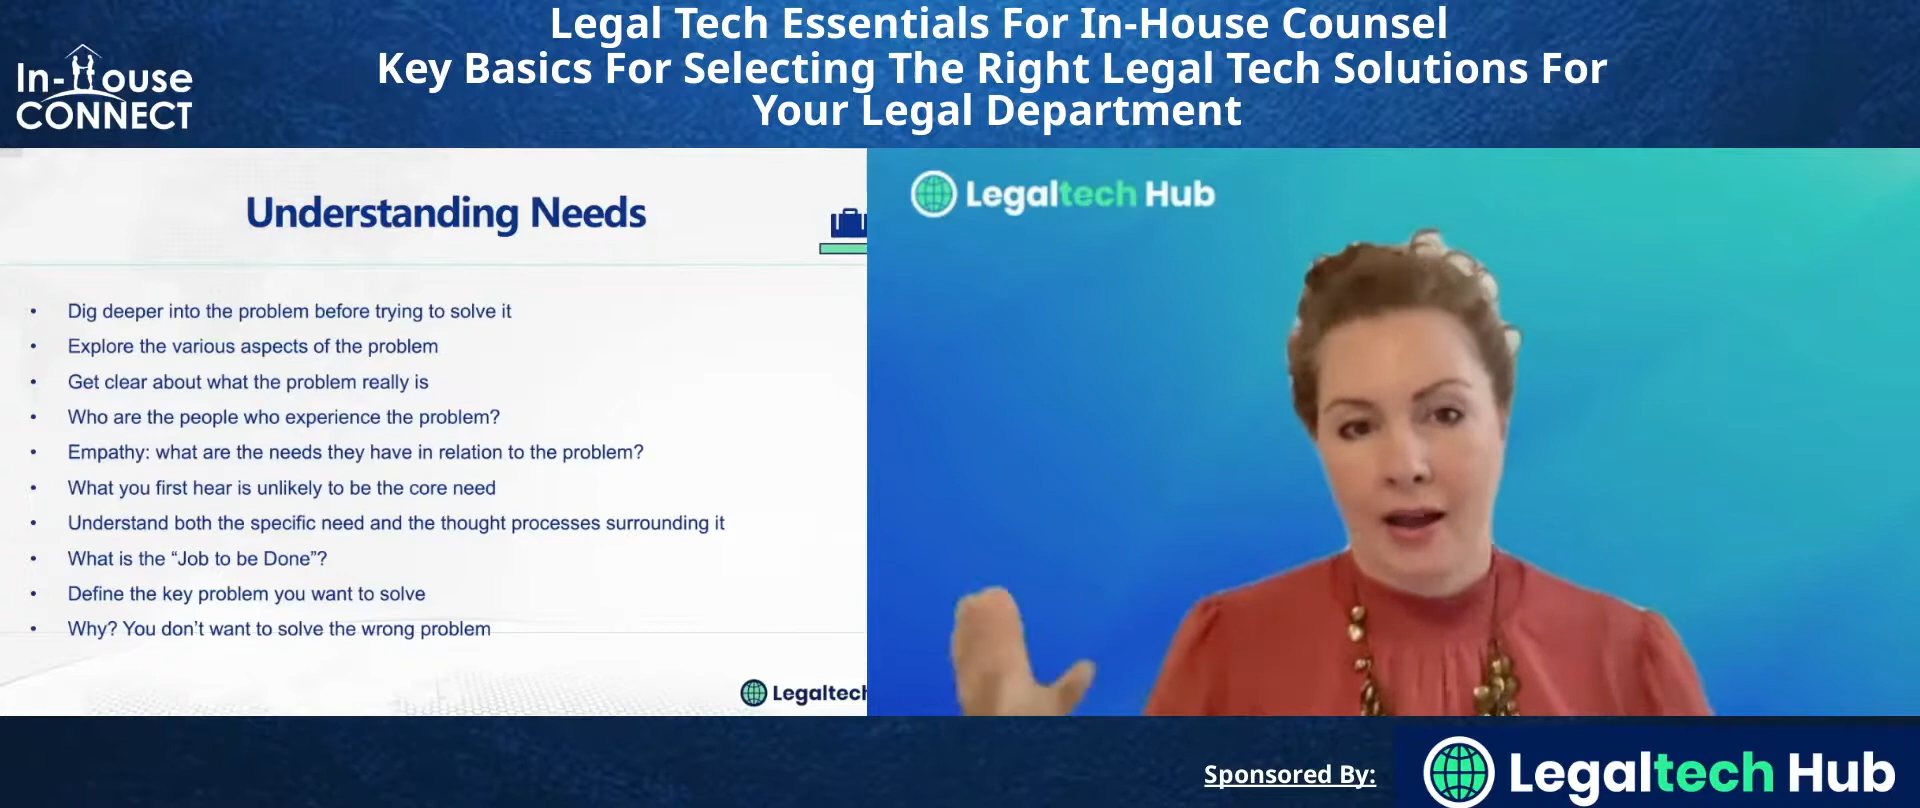 Legal Tech Essentials For In-House Counsel
Key Basics For Selecting The Right Legal Tech Solutions For
Your Legal Department
In-House
CONNECT
Understanding Needs
• Dig deeper into the problem before trying to solve it
• Explore the various aspects of the problem
• Get clear about what the problem really is
• Who are the people who experience the problem?
• Empathy: what are the needs they have in relation to the problem?
• What you first hear is unlikely to be the core need
• Understand both the specific need and the thought processes surrounding it
• What is the “Job to be Done”?
• Define the key problem you want to solve
• Why? You don’t want to solve the wrong problem
Legaltech
Legaltech Hub
Sponsored By:
Legaltech Hub